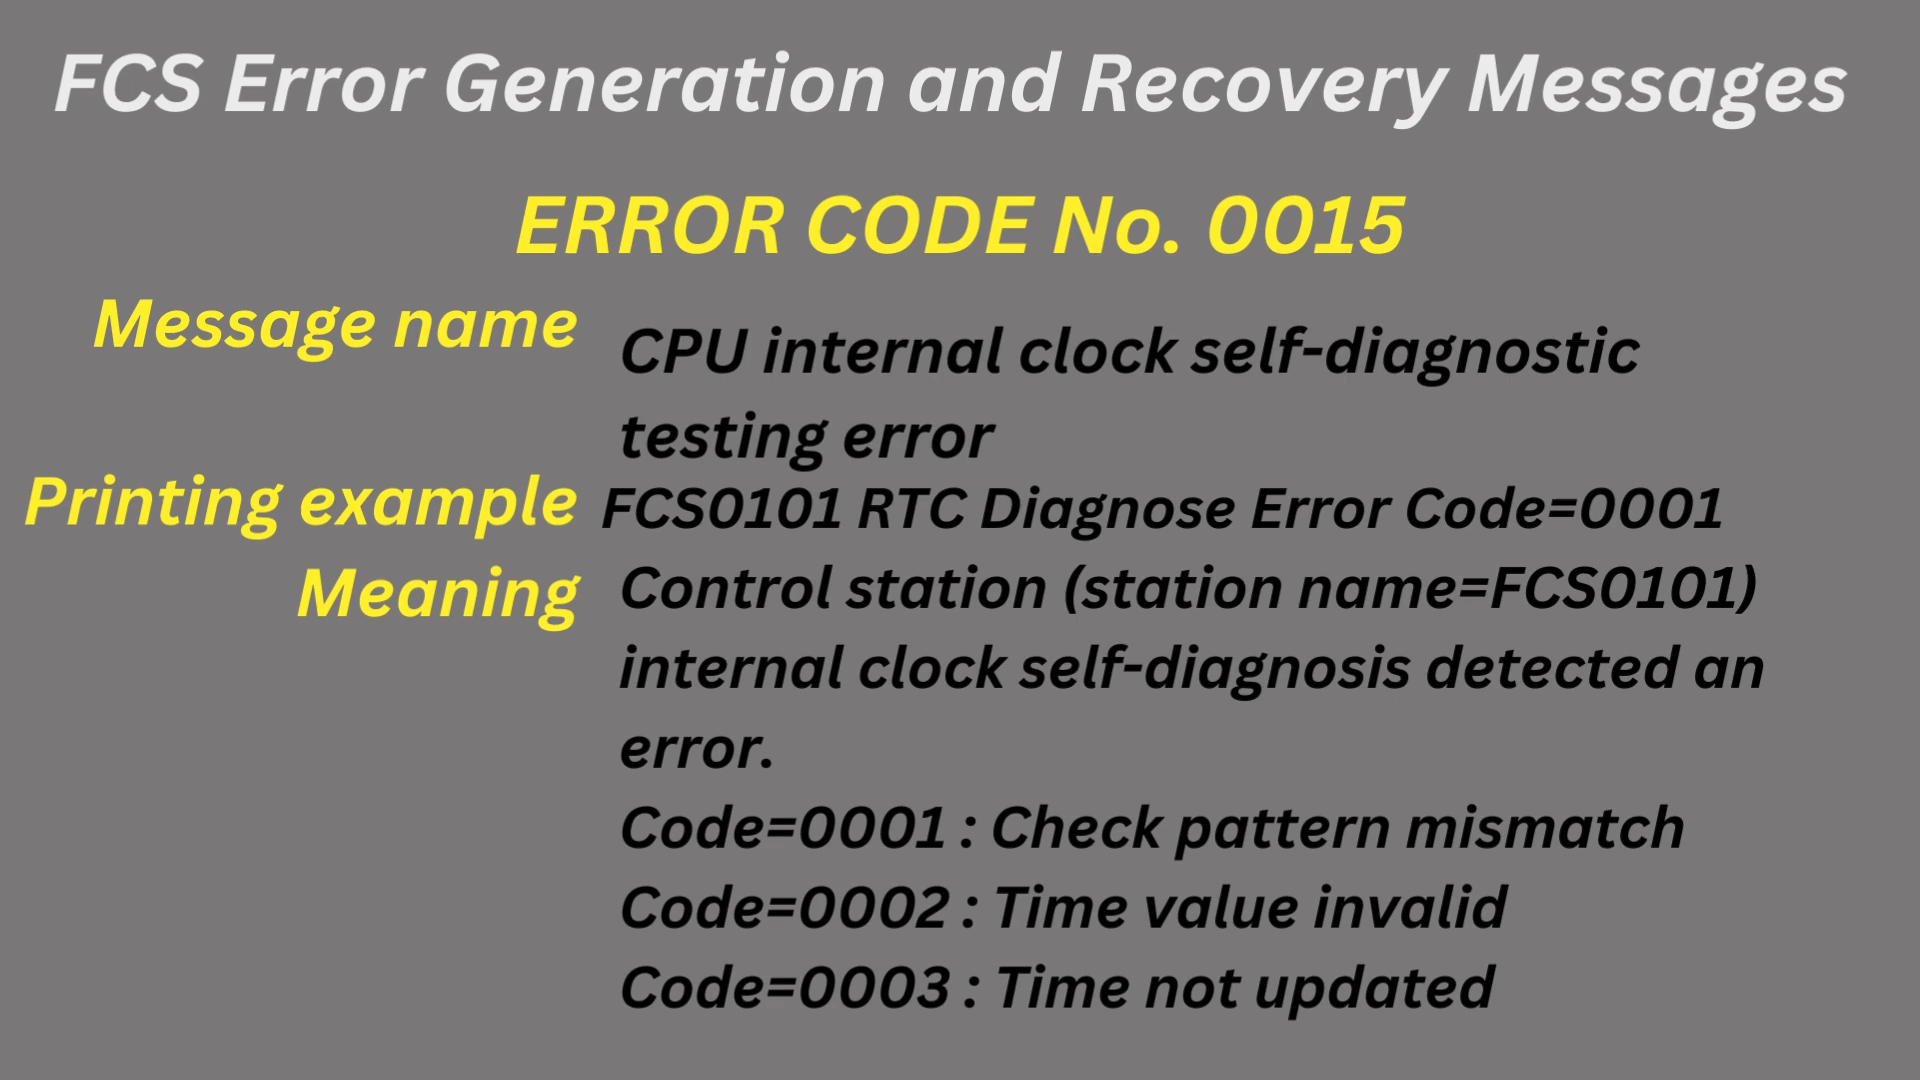 FCS Error Generation and Recovery Messages
ERROR CODE No. 0015
Message name
CPU internal clock self-diagnostic
testing error
Printing example
FCS0101 RTC Diagnose Error Code=0001
Meaning
Control station (station name=FCS0101)
internal clock self-diagnosis detected an
error.
Code=0001 : Check pattern mismatch
Code=0002 : Time value invalid
Code=0003 : Time not updated